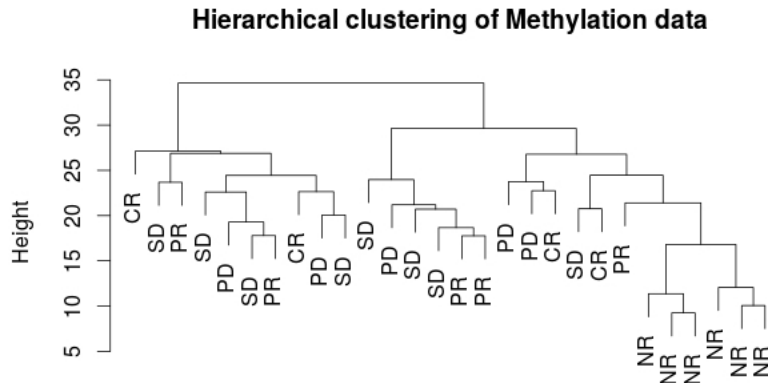 Hierarchical clustering of Methylation data
Height
35
30
25
20
15
10
5
CR
SD
PR
SD
PD
SD
PR
CR
PD
SD
SD
PD
SD
SD
PR
PR
PD
PD
CR
SD
CR
PR
NR
NR
NR
NR
NR
NR